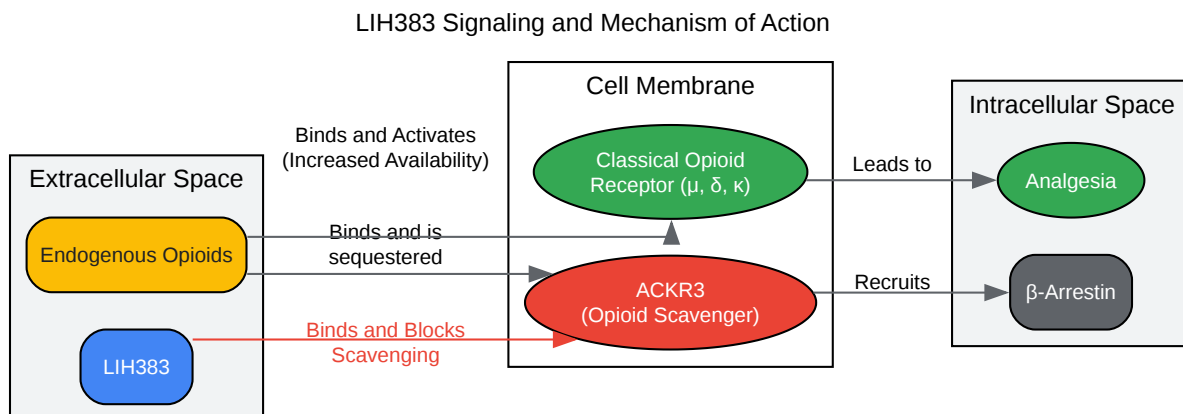 LIH383 Signaling and Mechanism of Action
Extracellular Space
Endogenous Opioids
LIH383
Binds and Activates
(Increased Availability)
Binds and is
sequestered
Binds and Blocks
Scavenging
Cell Membrane
Classical Opioid
Receptor (μ, δ, κ)
ACKR3
(Opioid Scavenger)
Leads to
Recruits
Intracellular Space
Analgesia
β-Arrestin